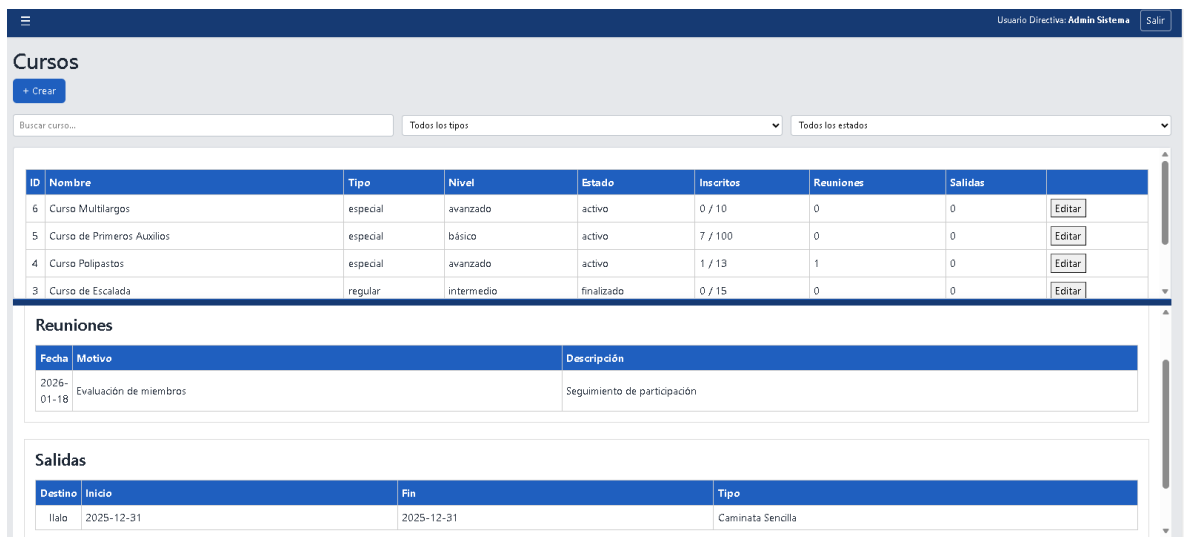 ☰ Usuario Directiva: Admin Sistema Salir
Cursos
+ Crear
Buscar curso... Todos los tipos Todos los estados
ID Nombre Tipo Nivel Estado Inscritos Reuniones Salidas
6 Curso Multilargos especial avanzado activo 0 / 10 0 0 Editar
5 Curso de Primeros Auxilios especial básico activo 7 / 100 0 0 Editar
4 Curso Polipastos especial avanzado activo 1 / 13 1 0 Editar
3 Curso de Escalada regular intermedio finalizado 0 / 15 0 0 Editar
Reuniones
Fecha Motivo Descripción
2026-
01-18 Evaluación de miembros Seguimiento de participación
Salidas
Destino Inicio Fin Tipo
Ilalo 2025-12-31 2025-12-31 Caminata Sencilla